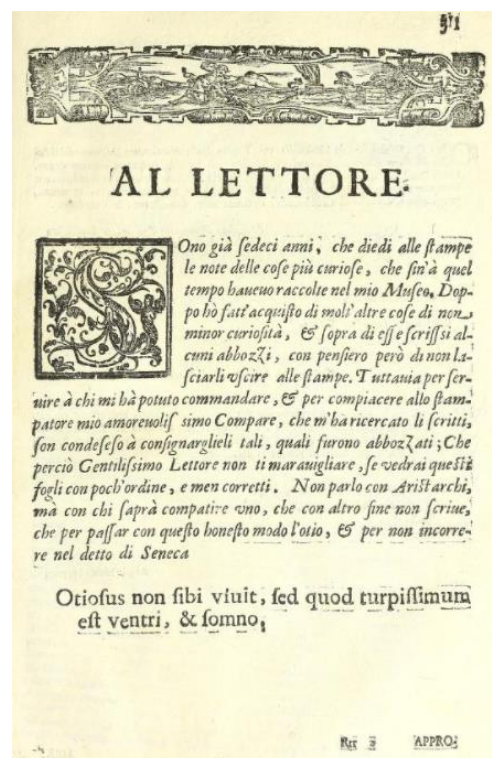 511
AL LETTORE.
SOno già ſedeci anni, che diedi alle ſtampe
le note delle coſe più curioſe, che ſin'à quel
tempo haueuo raccolte nel mio Muſeo. Dop-
po hò fatt'acquiſto di molt'altre coſe di non
minor curioſità, & ſopra di eſſe ſcriſſi al-
cuni abbozzi, con penſiero però di non la-
ſciarli vſcire alle ſtampe. Tuttauia per ſer-
uire à chi mi hà potuto commandare, & per compiacere allo ſtam-
patore mio amoreuoliſ simo Compare, che m'ha ricercato li ſcritti,
ſon condeſceſo à conſignarglieli tali, quali furono abbozzati; Che
perciò Gentiliſſimo Lettore non ti marauigliare, ſe vedrai queſti
fogli con poch'ordine, e men corretti. Non parlo con Ariſtarchi,
mà con chi ſaprà compatire vno, che con altro fine non ſcriue,
che per paſſar con queſto honeſto modo l'otio, & per non incorre-
re nel detto di Seneca
Otioſus non ſibi viuit, ſed quod turpiſſimum
eſt ventri, & ſomno.
APPRO-